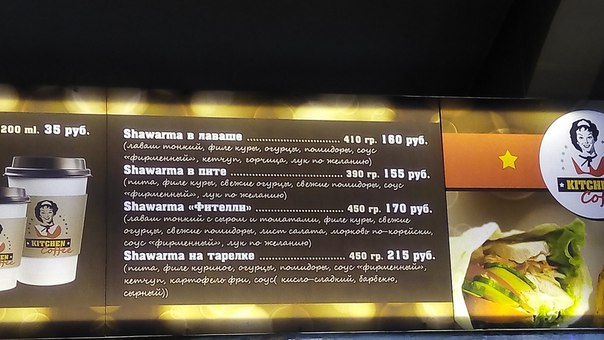 200 ml. 35 руб.
Shawarma в лаваше ........................ 410 гр. 160 руб.
(лаваш тонкий, филе куры, огурцы, помидоры, соус
«фирменный», кетчуп, горчица, лук по желанию)
Shawarma в пите ............................ 390 гр. 155 руб.
(пита, филе куры, свежие огурцы, свежие помидоры, соус
«фирменный», лук по желанию)
Shawarma «Фителли» ..................... 450 гр. 170 руб.
(лаваш тонкий с сыром и томатами, филе куры, свежие
огурцы, свежие помидоры, лист салата, морковь по-корейски,
соус «фирменный», лук по желанию)
Shawarma на тарелке .................... 450 гр. 215 руб.
(пита, филе куриное, огурцы, помидоры, соус «фирменный»,
кетчуп, картофель фри, соус( кисло-сладкий, барбекю,
сырный))
KITCHEN
Coffee
KITCHEN
Coffee